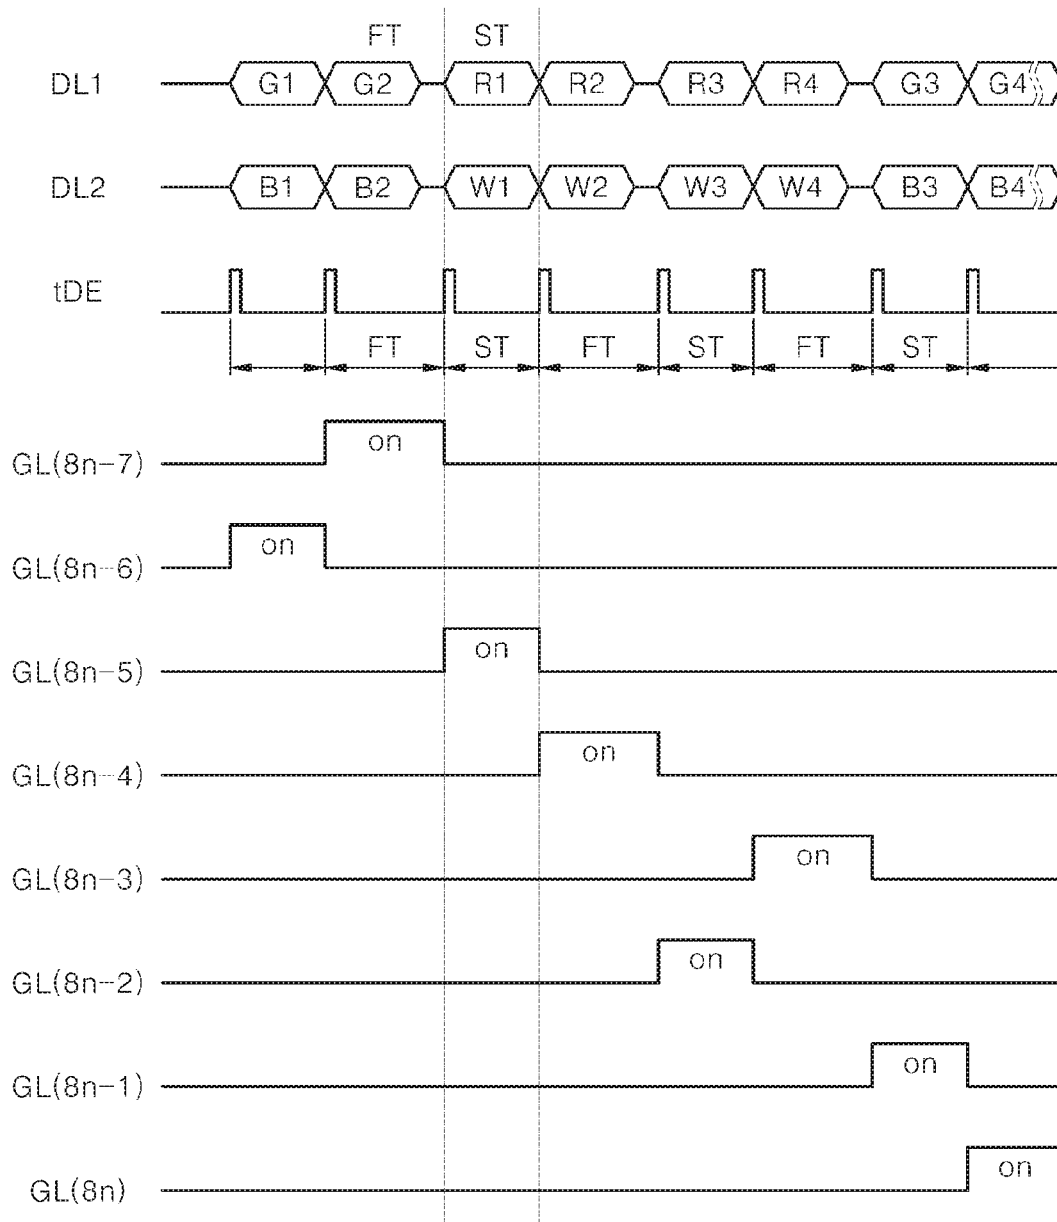 FT ST
DL1 G1 G2 R1 R2 R3 R4 G3 G4
DL2 B1 B2 W1 W2 W3 W4 B3 B4
tDE
FT ST FT ST FT ST
GL(8n-7) on
GL(8n-6) on
GL(8n-5) on
GL(8n-4) on
GL(8n-3) on
GL(8n-2) on
GL(8n-1) on
GL(8n) on